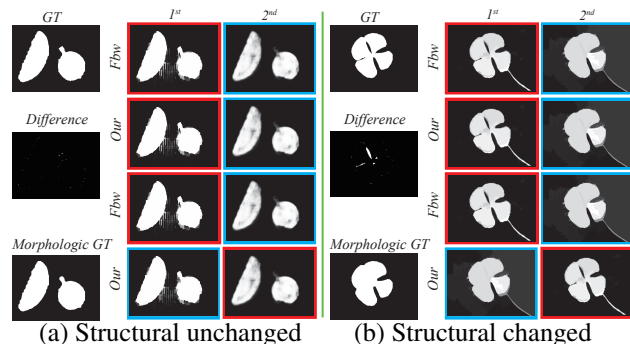 GT 1st 2nd GT 1st 2nd
Fbw Fbw
Difference Our Difference Our
Fbw Fbw
Morphologic GT Our Morphologic GT Our
(a) Structural unchanged (b) Structural changed